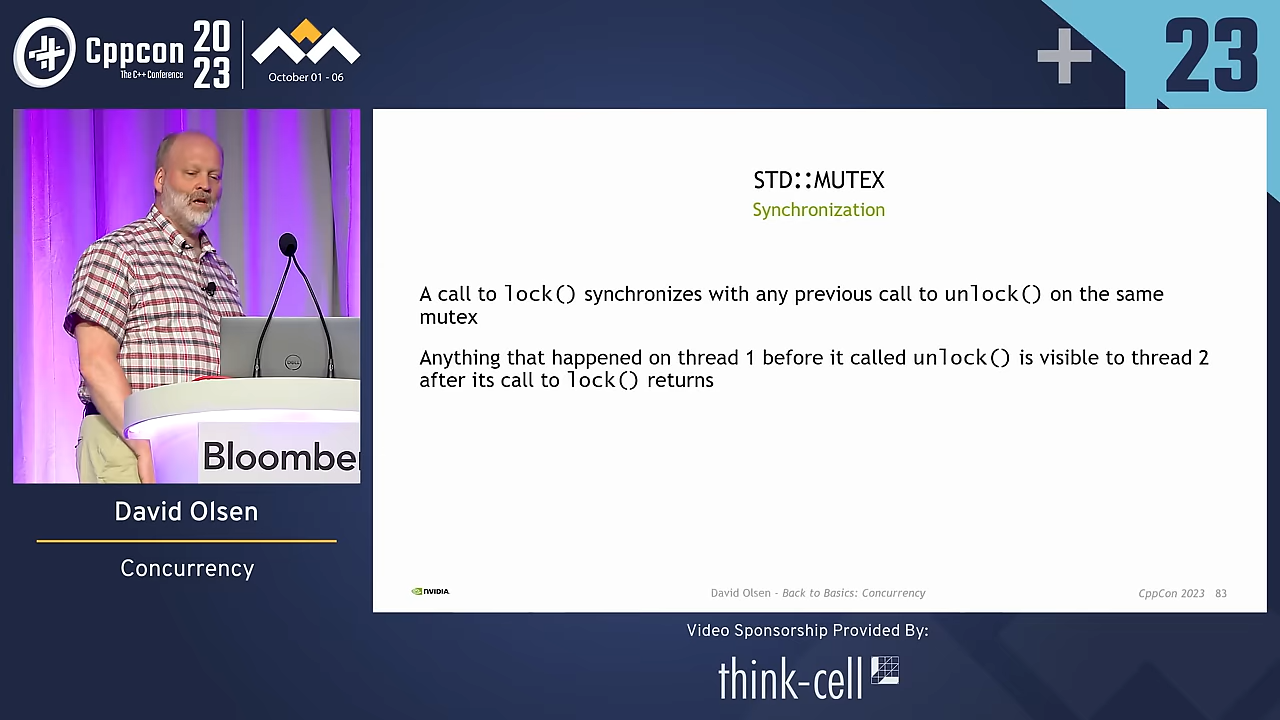 Cppcon
The C++ Conference
20
23
October 01 - 06
23
STD::MUTEX
Synchronization
A call to lock() synchronizes with any previous call to unlock() on the same
mutex
Anything that happened on thread 1 before it called unlock() is visible to thread 2
after its call to lock() returns
NVIDIA.
David Olsen - Back to Basics: Concurrency
CppCon 2023 83
DELL
Bloomber
David Olsen
Concurrency
Video Sponsorship Provided By:
think-cell